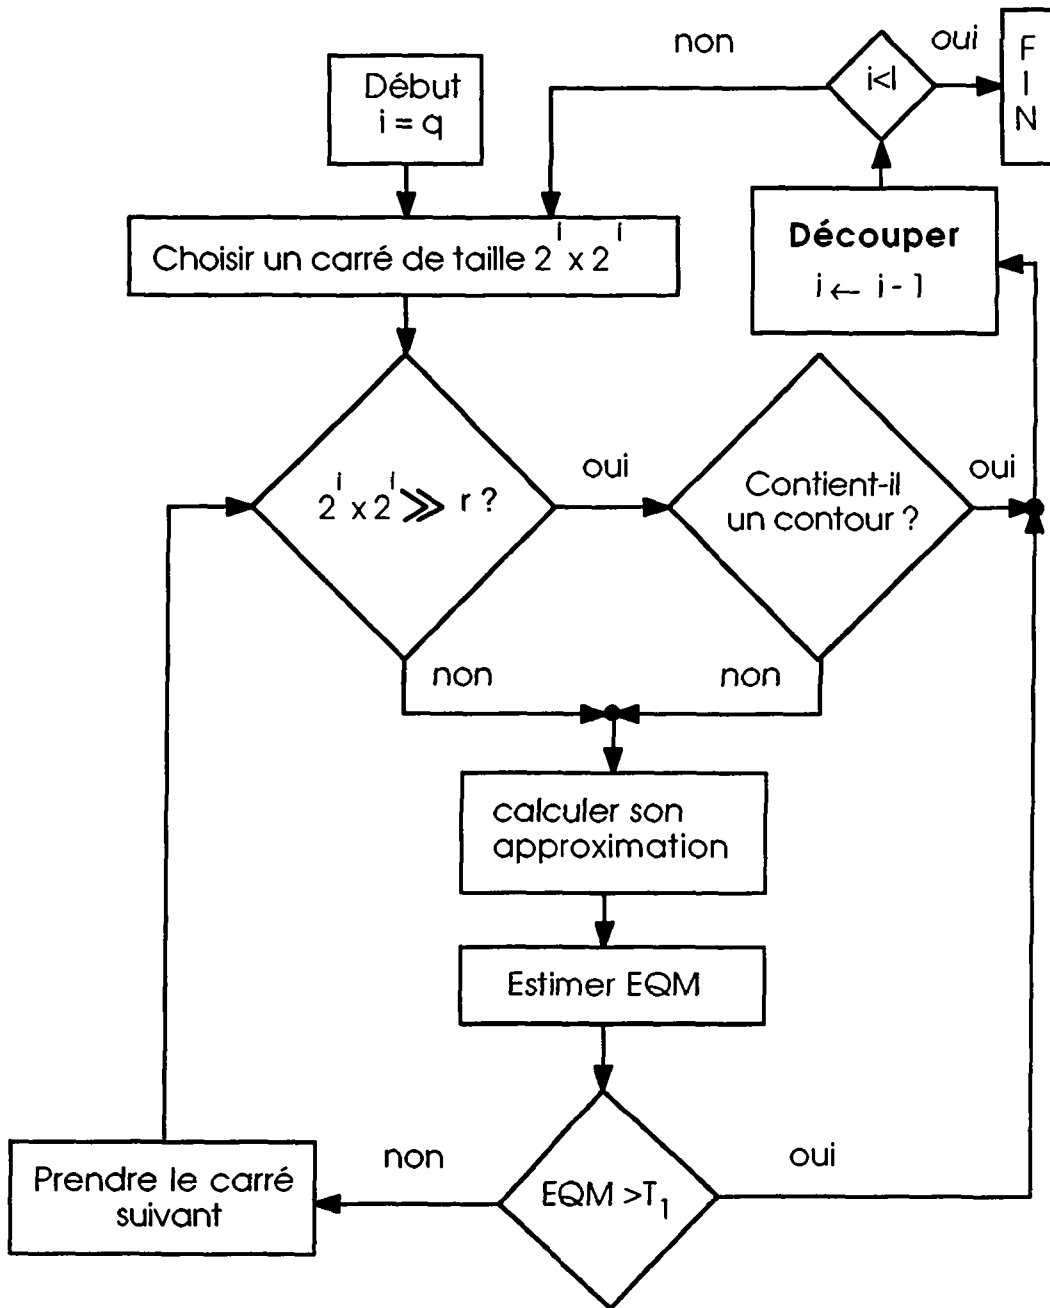 Début
i = q
non
i<l
oui
F
I
N
Choisir un carré de taille 2^i x 2^i
Découper
i ← i - 1
2^i x 2^i ≫ r ?
oui
Contient-il
un contour ?
oui
non
non
calculer son
approximation
Estimer EQM
EQM >T_1
non
oui
Prendre le carré
suivant